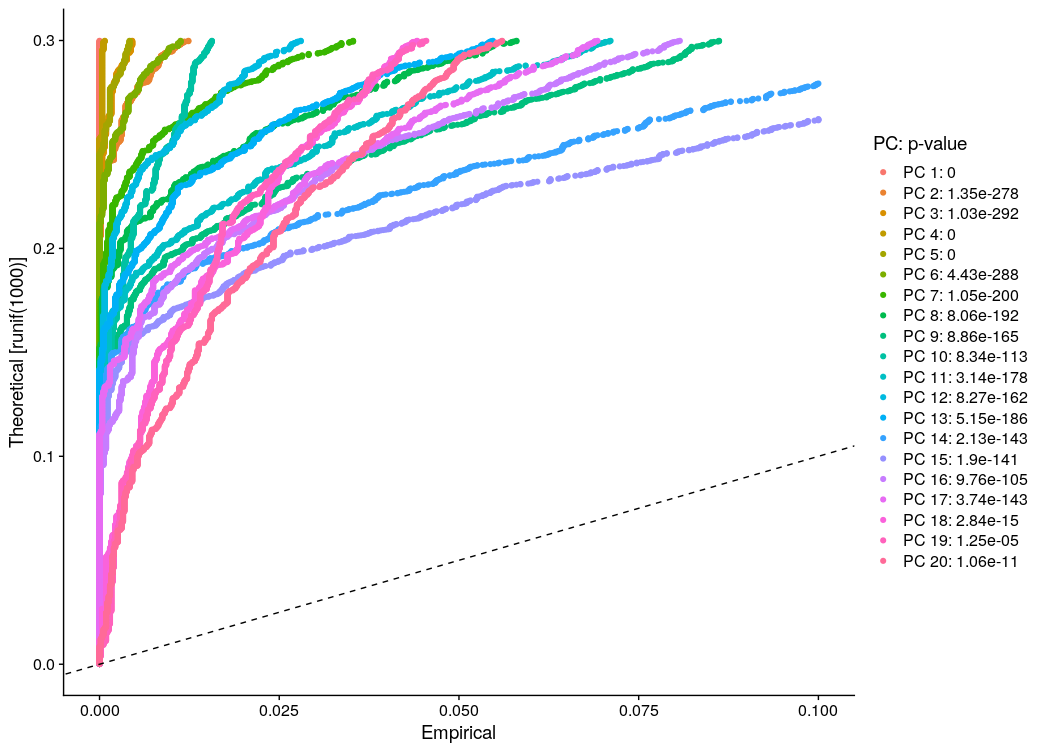 0.3
0.2
0.1
0.0
Theoretical [runif(1000)]
0.000
0.025
0.050
0.075
0.100
Empirical
PC: p-value
PC 1: 0
PC 2: 1.35e-278
PC 3: 1.03e-292
PC 4: 0
PC 5: 0
PC 6: 4.43e-288
PC 7: 1.05e-200
PC 8: 8.06e-192
PC 9: 8.86e-165
PC 10: 8.34e-113
PC 11: 3.14e-178
PC 12: 8.27e-162
PC 13: 5.15e-186
PC 14: 2.13e-143
PC 15: 1.9e-141
PC 16: 9.76e-105
PC 17: 3.74e-143
PC 18: 2.84e-15
PC 19: 1.25e-05
PC 20: 1.06e-11